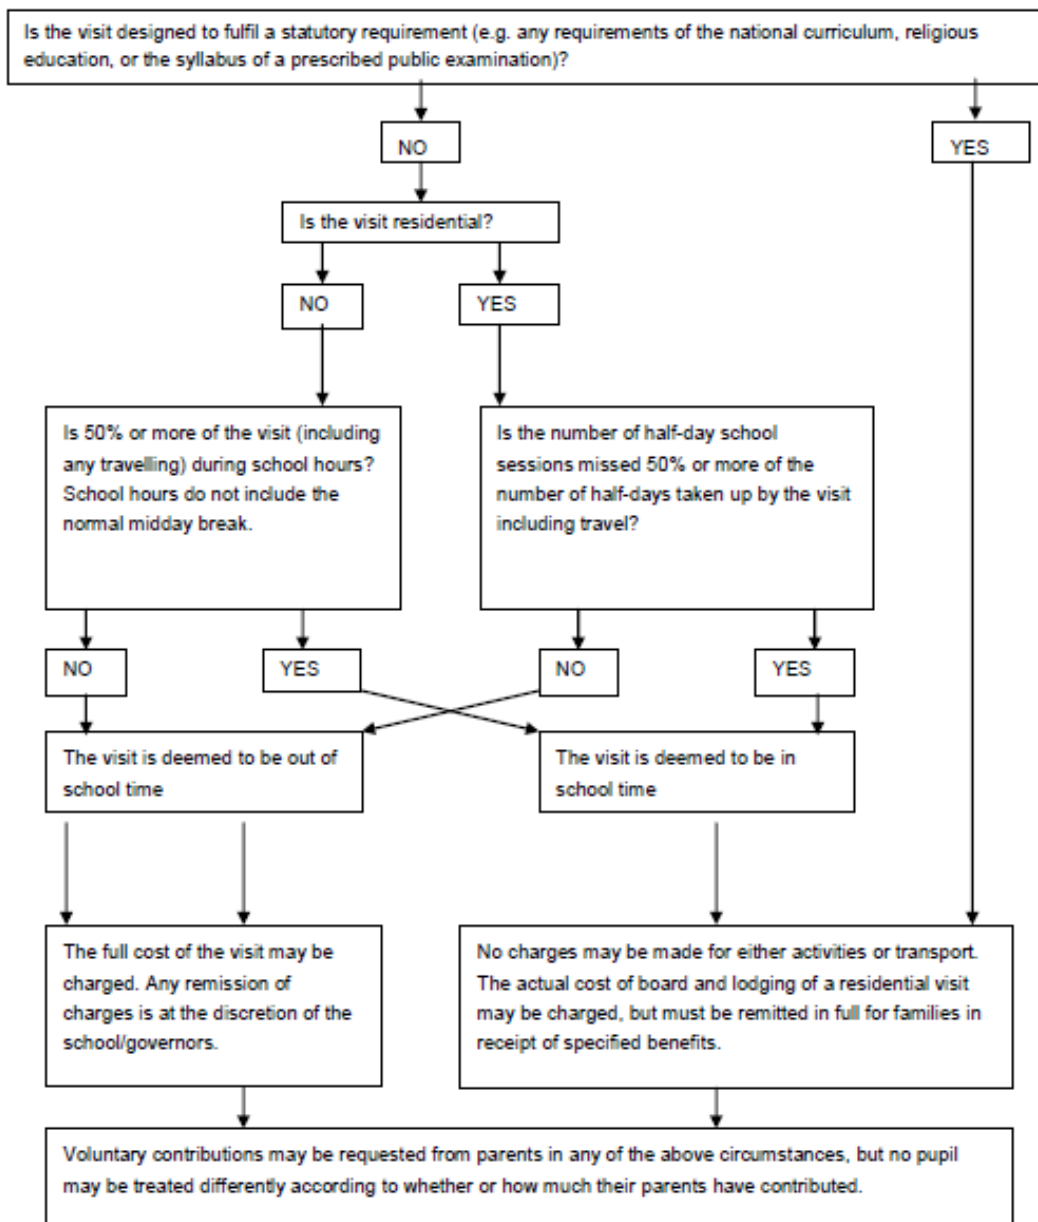 Is the visit designed to fulfil a statutory requirement (e.g. any requirements of the national curriculum, religious
education, or the syllabus of a prescribed public examination)?
NO
YES
Is the visit residential?
NO
YES
Is 50% or more of the visit (including
any travelling) during school hours?
School hours do not include the
normal midday break.
Is the number of half-day school
sessions missed 50% or more of the
number of half-days taken up by the visit
including travel?
NO
YES
NO
YES
The visit is deemed to be out of
school time
The visit is deemed to be in
school time
The full cost of the visit may be
charged. Any remission of
charges is at the discretion of the
school/governors.
No charges may be made for either activities or transport.
The actual cost of board and lodging of a residential visit
may be charged, but must be remitted in full for families in
receipt of specified benefits.
Voluntary contributions may be requested from parents in any of the above circumstances, but no pupil
may be treated differently according to whether or how much their parents have contributed.